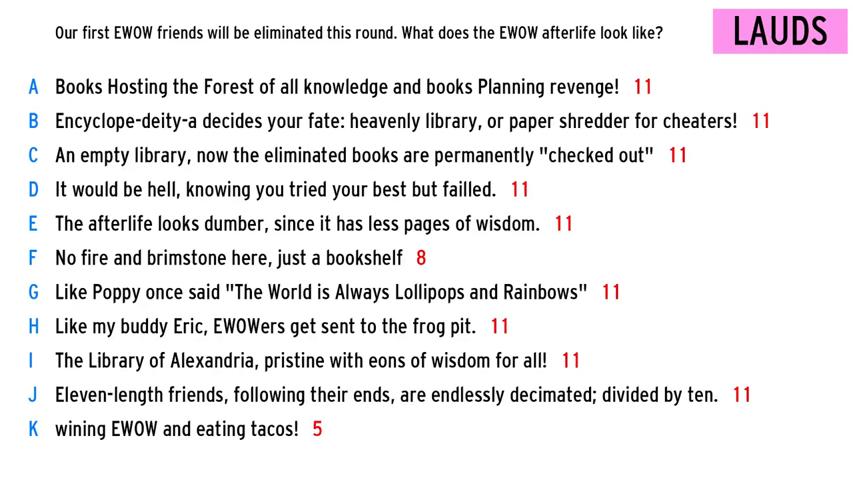 Our first EWOW friends will be eliminated this round. What does the EWOW afterlife look like?
LAUDS
A Books Hosting the Forest of all knowledge and books Planning revenge! 11
B Encyclope-deity-a decides your fate: heavenly library, or paper shredder for cheaters! 11
C An empty library, now the eliminated books are permanently "checked out" 11
D It would be hell, knowing you tried your best but failled. 11
E The afterlife looks dumber, since it has less pages of wisdom. 11
F No fire and brimstone here, just a bookshelf 8
G Like Poppy once said "The World is Always Lollipops and Rainbows" 11
H Like my buddy Eric, EWOWers get sent to the frog pit. 11
I The Library of Alexandria, pristine with eons of wisdom for all! 11
J Eleven-length friends, following their ends, are endlessly decimated; divided by ten. 11
K wining EWOW and eating tacos! 5